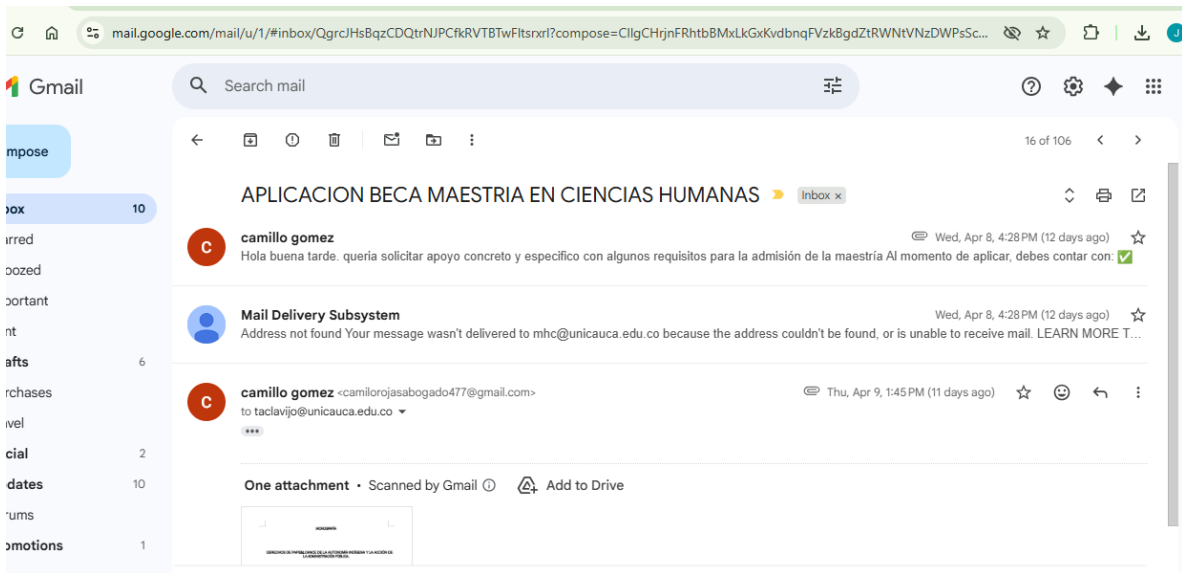 mail.google.com/mail/u/1/#inbox/QgrcJHsBqzCDQtrNJPCfkRVTBTwFltsrxrl?compose=CllgCHrjnFRhtbBMxLkGxKvdbnqFVzkBgdZtRWNtVNzDWPsSc...
J
Gmail
Search mail
mpose
16 of 106
APLICACION BECA MAESTRIA EN CIENCIAS HUMANAS Inbox ×
box 10
arred
camillo gomez Wed, Apr 8, 4:28 PM (12 days ago)
C
Hola buena tarde. queria solicitar apoyo concreto y especifico con algunos requisitos para la admisión de la maestría Al momento de aplicar, debes contar con: ✅
oozed
portant
Mail Delivery Subsystem Wed, Apr 8, 4:28 PM (12 days ago)
nt
Address not found Your message wasn't delivered to mhc@unicauca.edu.co because the address couldn't be found, or is unable to receive mail. LEARN MORE T...
afts 6
rchases
camillo gomez <camilorojasabogado477@gmail.com> Thu, Apr 9, 1:45 PM (11 days ago)
C
to taclavijo@unicauca.edu.co
avel
cial 2
dates 10
One attachment • Scanned by Gmail Add to Drive
rums
MONOGRAFÍA
omotions 1
LA ADMINISTRACIÓN PÚBLICA